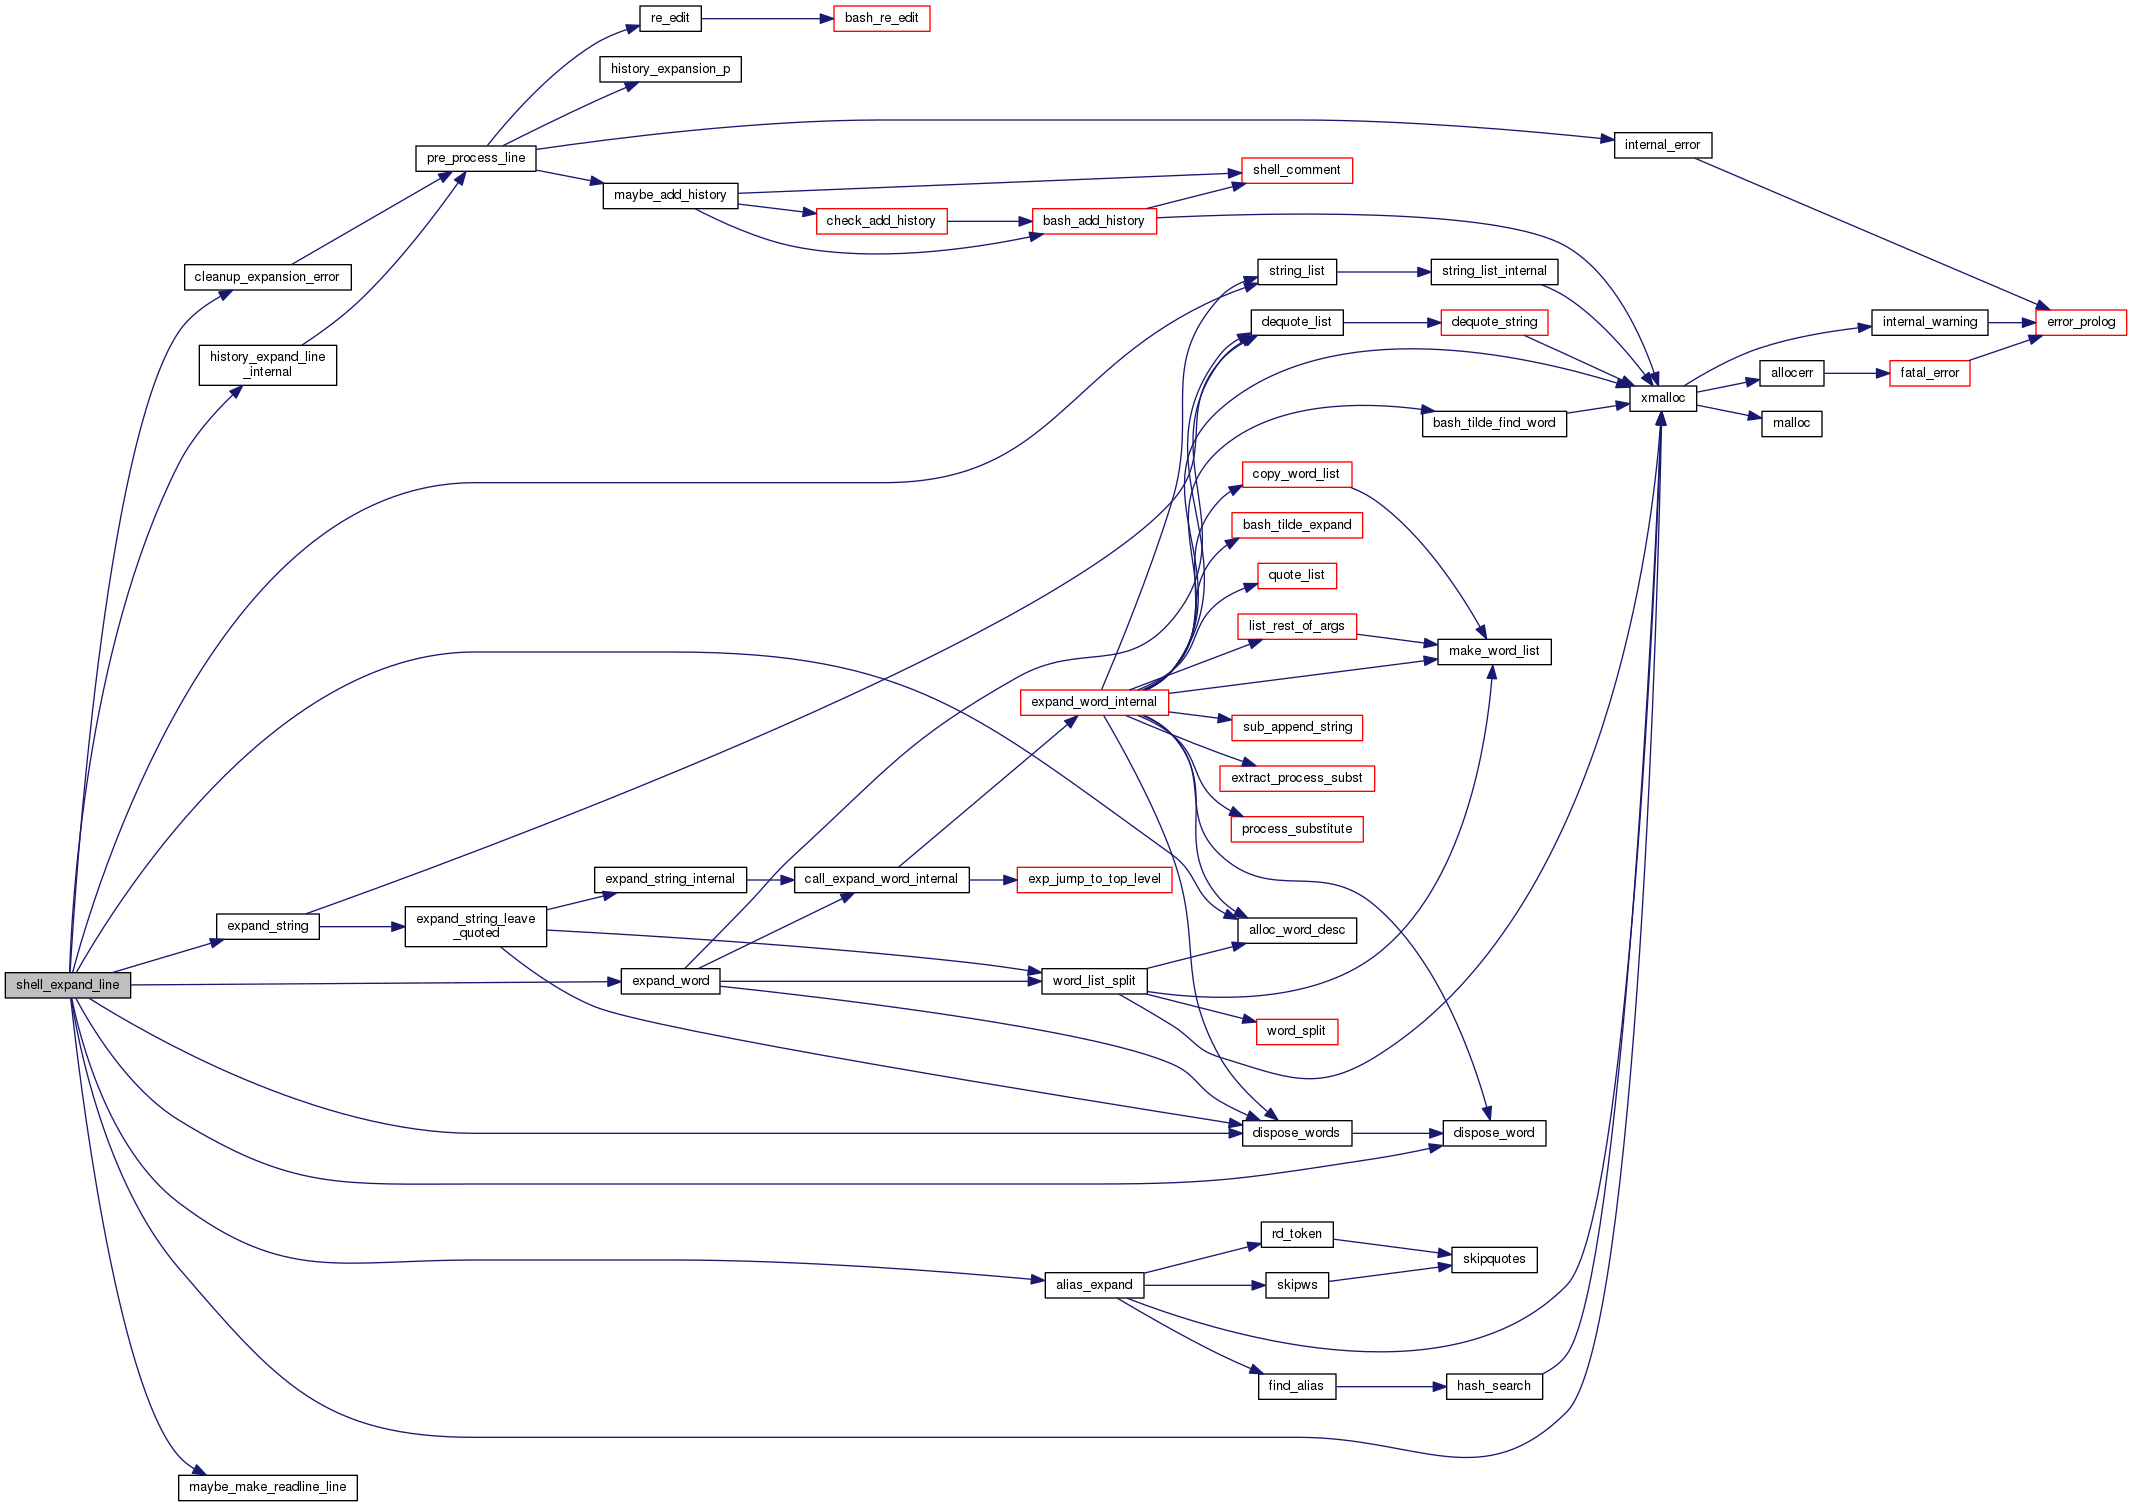 re_edit
bash_re_edit
history_expansion_p
internal_error
pre_process_line
shell_comment
maybe_add_history
check_add_history
bash_add_history
string_list
string_list_internal
cleanup_expansion_error
dequote_list
dequote_string
internal_warning
error_prolog
history_expand_line
_internal
allocerr
fatal_error
xmalloc
malloc
bash_tilde_find_word
copy_word_list
bash_tilde_expand
quote_list
list_rest_of_args
make_word_list
expand_word_internal
sub_append_string
extract_process_subst
process_substitute
expand_string_internal
call_expand_word_internal
exp_jump_to_top_level
expand_string
expand_string_leave
_quoted
alloc_word_desc
shell_expand_line
expand_word
word_list_split
word_split
dispose_words
dispose_word
rd_token
skipquotes
alias_expand
skipws
find_alias
hash_search
maybe_make_readline_line